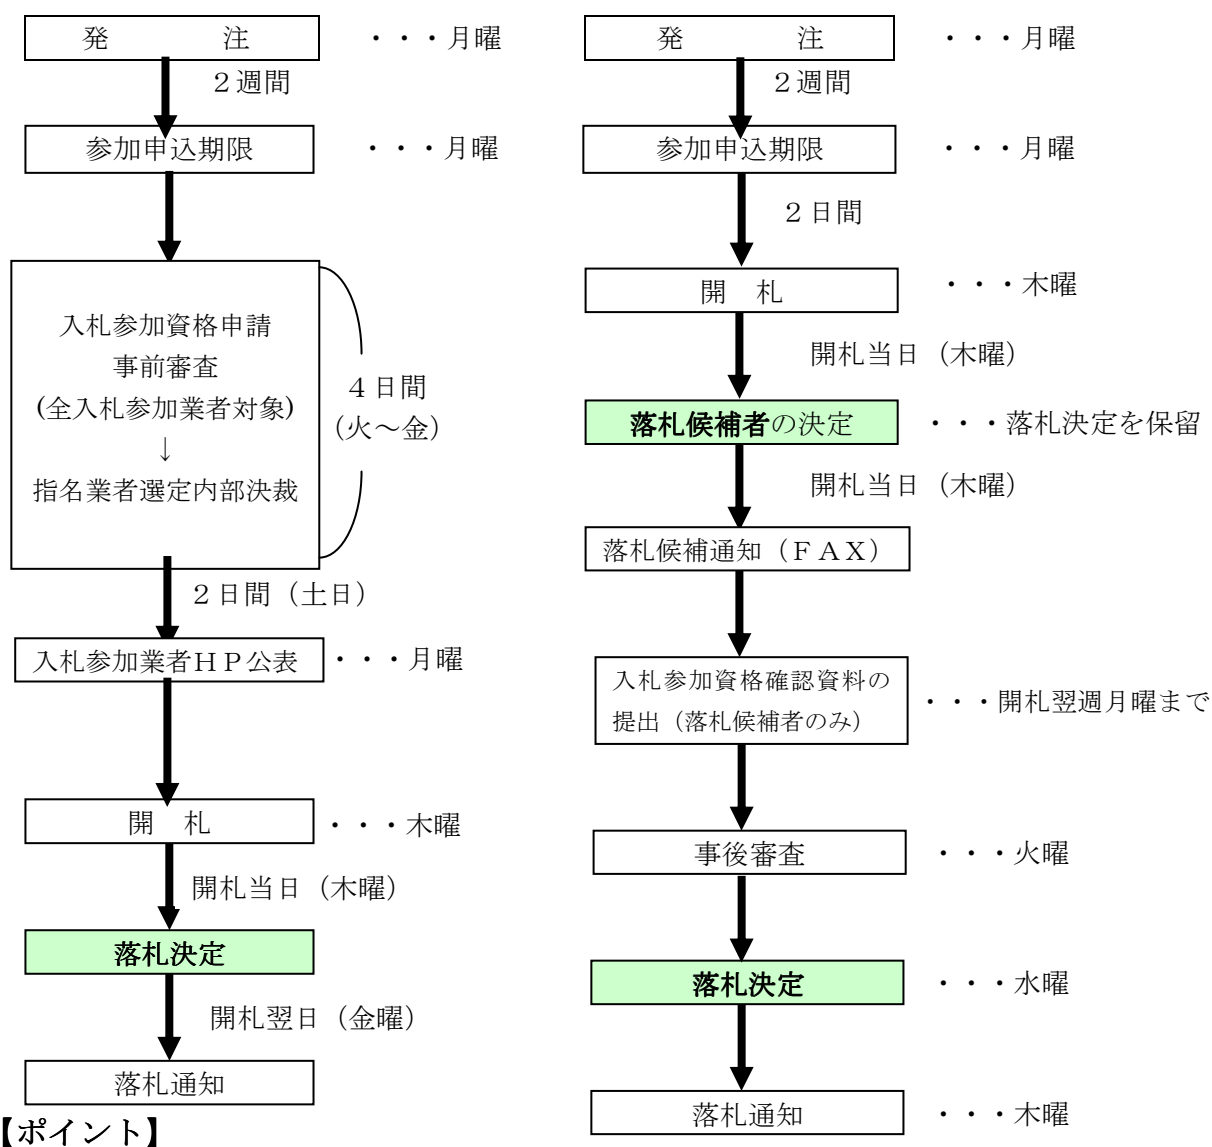 発　　　注　・・・月曜
２週間
参加申込期限　・・・月曜
入札参加資格申請
事前審査
(全入札参加業者対象)
↓
指名業者選定内部決裁
４日間
（火～金）
２日間（土日）
入札参加業者ＨＰ公表　・・・月曜
開　札　・・・木曜
開札当日（木曜）
落札決定
開札翌日（金曜）
落札通知
発　　　注　・・・月曜
２週間
参加申込期限　・・・月曜
２日間
開　札　・・・木曜
開札当日（木曜）
落札候補者の決定　・・・落札決定を保留
開札当日（木曜）
落札候補通知（ＦＡＸ）
入札参加資格確認資料の
提出（落札候補者のみ）
・・・開札翌週月曜まで
事後審査　・・・火曜
落札決定　・・・水曜
落札通知　・・・木曜
【ポイント】